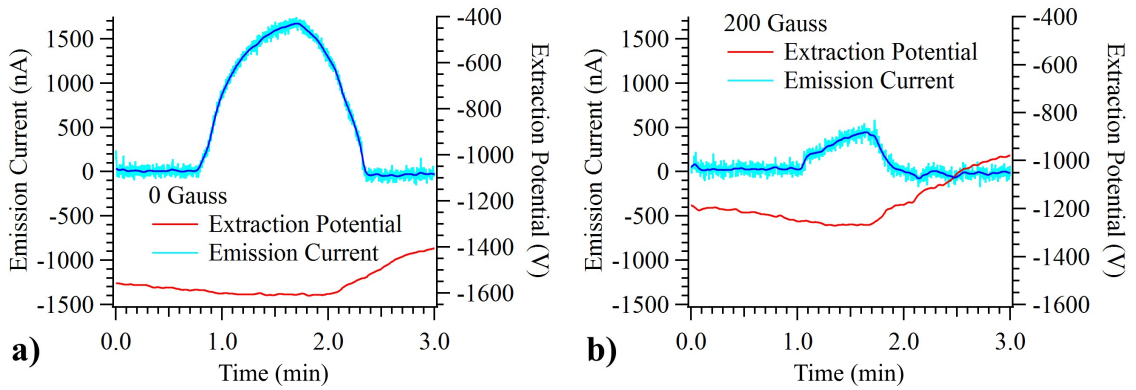 1500
1000
500
0
-500
-1000
-1500
Emission Current (nA)
-400
-600
-800
-1000
-1200
-1400
-1600
Extraction Potential (V)
0 Gauss
Extraction Potential
Emission Current
0.0 1.0 2.0 3.0
Time (min)
a)
1500
1000
500
0
-500
-1000
-1500
Emission Current (nA)
-400
-600
-800
-1000
-1200
-1400
-1600
Extraction Potential (V)
200 Gauss
Extraction Potential
Emission Current
0.0 1.0 2.0 3.0
Time (min)
b)